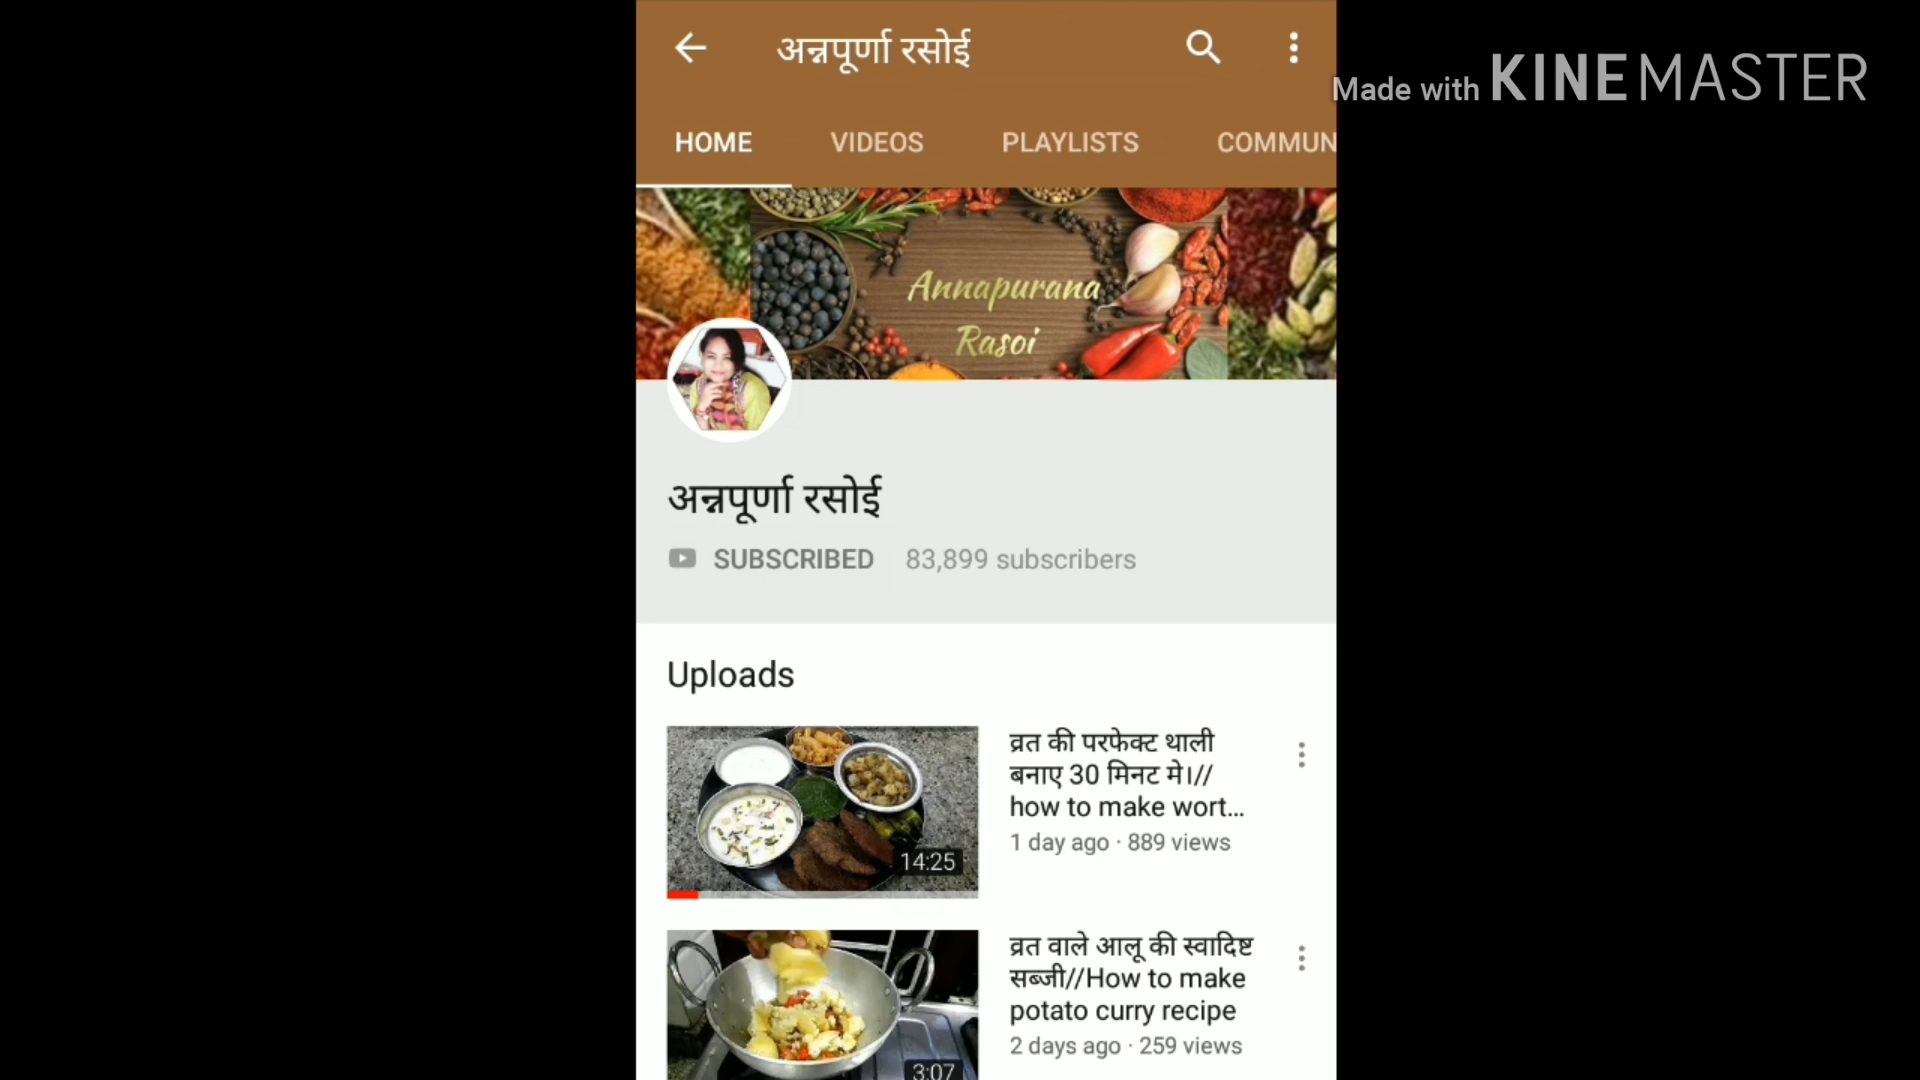 अन्नपूर्णा रसोई
Made with KINEMASTER
HOME VIDEOS PLAYLISTS COMMUN
Annapurana
Rasoi
अन्नपूर्णा रसोई
SUBSCRIBED 83,899 subscribers
Uploads
व्रत की परफेक्ट थाली
बनाए 30 मिनट मे।//
how to make wort...
1 day ago · 889 views
14:25
व्रत वाले आलू की स्वादिष्ट
सब्जी//How to make
potato curry recipe
2 days ago · 259 views
3:07